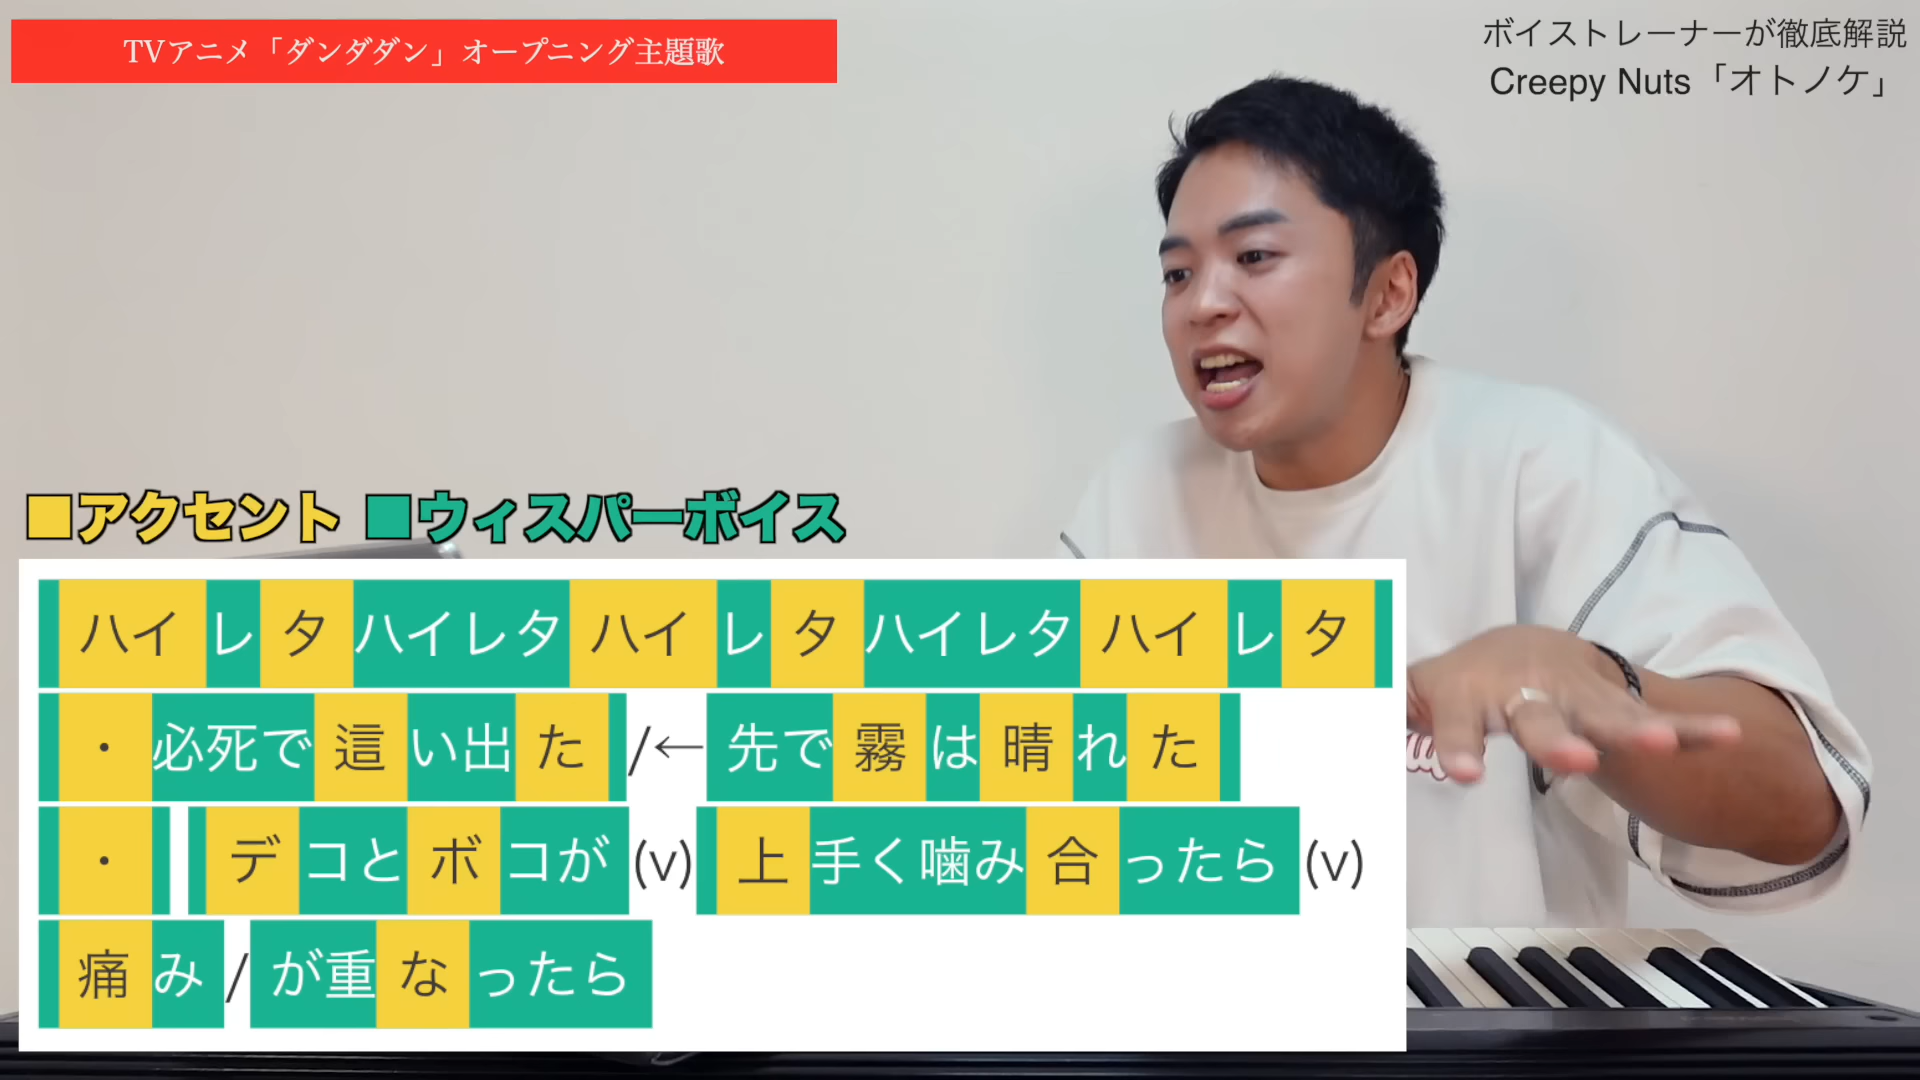 TVアニメ「ダンダダン」オープニング主題歌
ボイストレーナーが徹底解説
Creepy Nuts「オトノケ」
■アクセント ■ウィスパーボイス
ハイレタハイレタハイレタハイレタハイレタ
・必死で這い出た/←先で霧は晴れた
・ デコとボコが(v)上手く噛み合ったら(v)
痛み/が重なったら